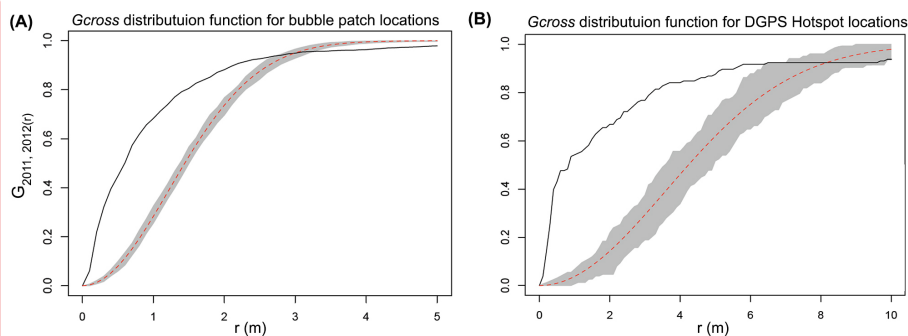 (A) Gcross distributuion function for bubble patch locations
G2011, 2012(r)
1.0
0.8
0.6
0.4
0.2
0.0
0 1 2 3 4 5
r (m)
(B) Gcross distributuion function for DGPS Hotspot locations
1.0
0.8
0.6
0.4
0.2
0.0
0 2 4 6 8 10
r (m)